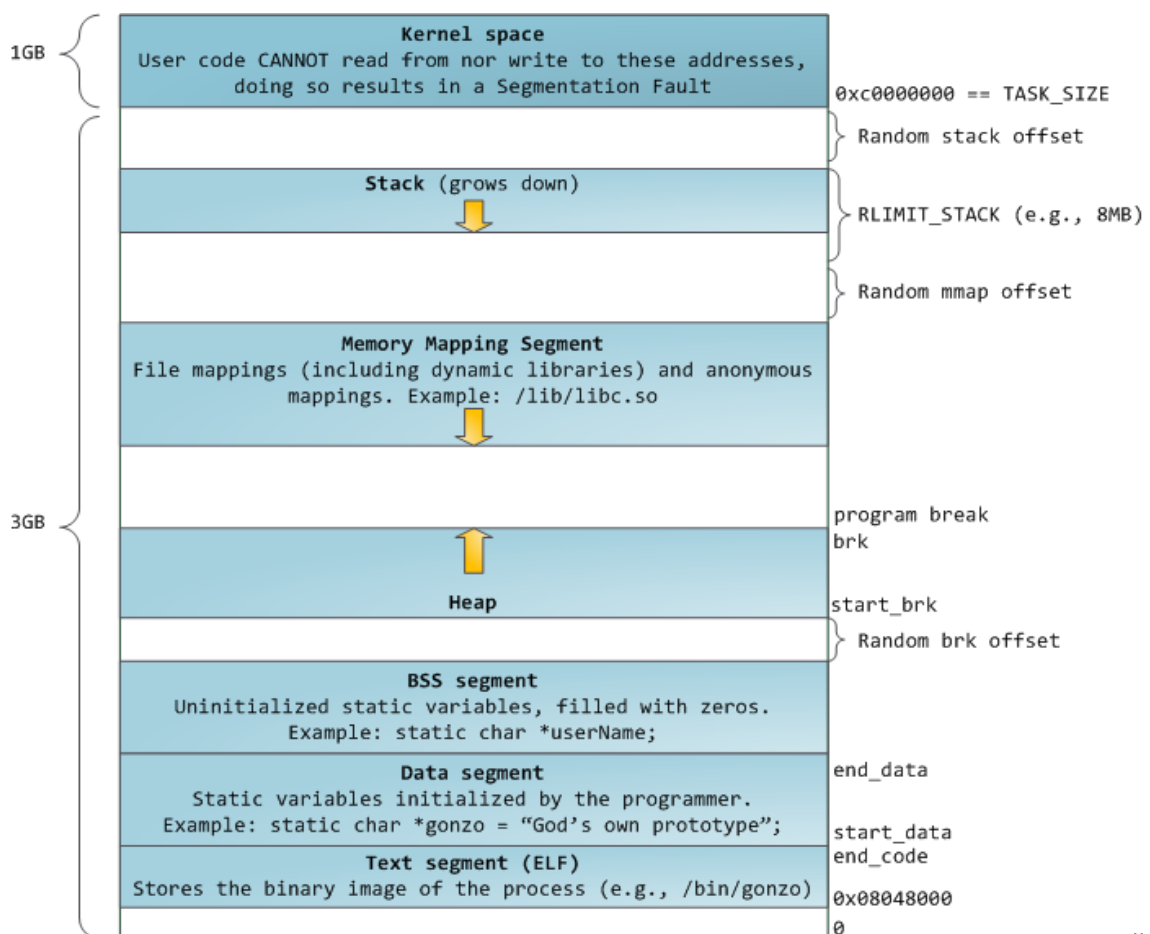 1GB
Kernel space
User code CANNOT read from nor write to these addresses,
doing so results in a Segmentation Fault
0xc0000000 == TASK_SIZE
Random stack offset
Stack (grows down)
RLIMIT_STACK (e.g., 8MB)
Random mmap offset
Memory Mapping Segment
File mappings (including dynamic libraries) and anonymous
mappings. Example: /lib/libc.so
3GB
program break
brk
Heap
start_brk
Random brk offset
BSS segment
Uninitialized static variables, filled with zeros.
Example: static char *userName;
Data segment
end_data
Static variables initialized by the programmer.
Example: static char *gonzo = “God’s own prototype”;
start_data
end_code
Text segment (ELF)
Stores the binary image of the process (e.g., /bin/gonzo)
0x08048000
0